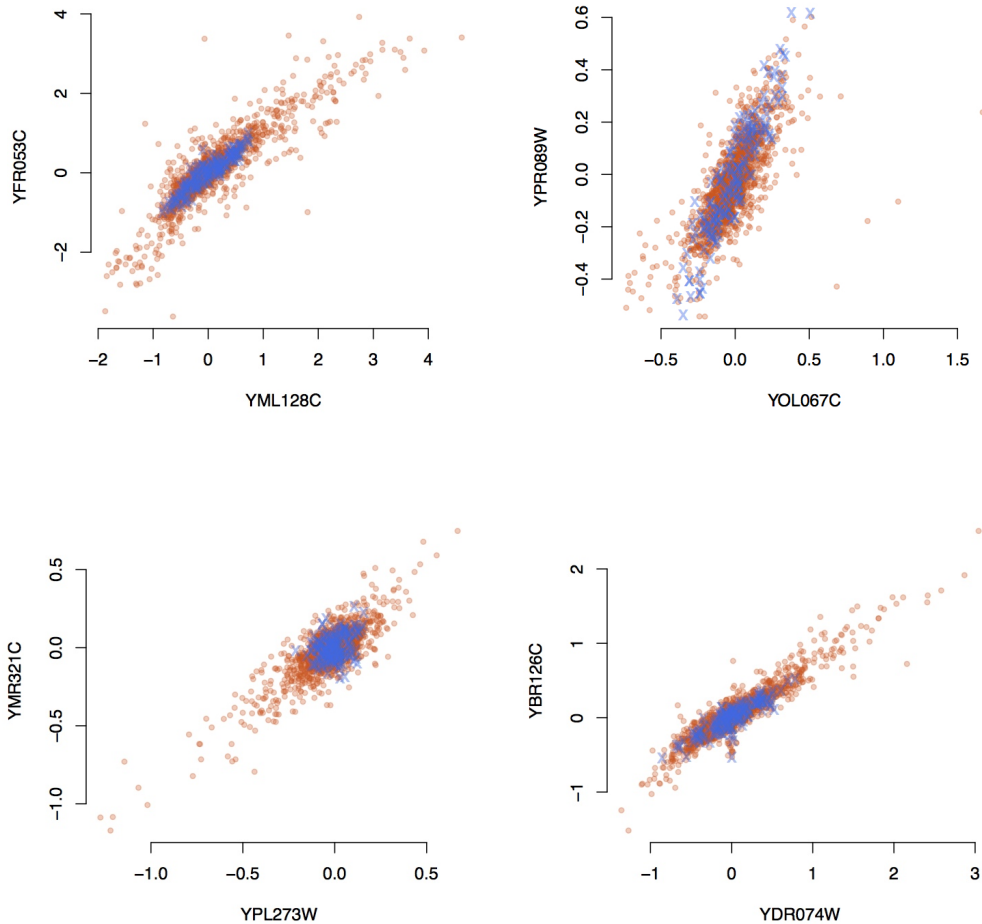 4
2
0
−2
YFR053C
−2 −1 0 1 2 3 4
YML128C
0.6
0.4
0.2
0.0
−0.2
−0.4
YPR089W
−0.5 0.0 0.5 1.0 1.5
YOL067C
0.5
0.0
−0.5
−1.0
YMR321C
−1.0 −0.5 0.0 0.5
YPL273W
2
1
0
−1
YBR126C
−1 0 1 2 3
YDR074W